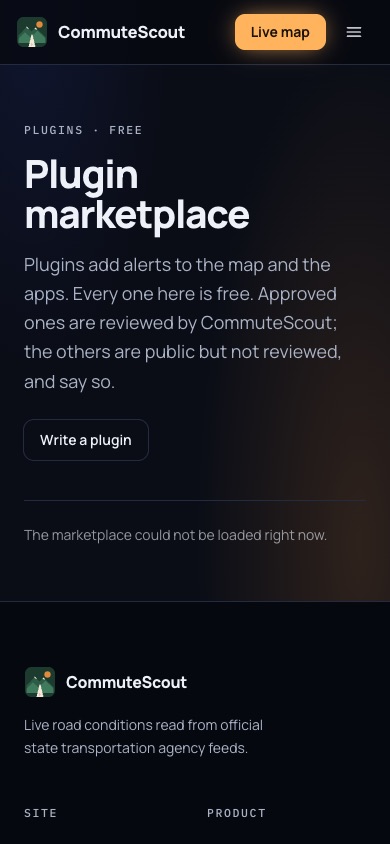 CommuteScout
Live map
PLUGINS · FREE
Plugin
marketplace
Plugins add alerts to the map and the
apps. Every one here is free. Approved
ones are reviewed by CommuteScout;
the others are public but not reviewed,
and say so.
Write a plugin
The marketplace could not be loaded right now.
CommuteScout
Live road conditions read from official
state transportation agency feeds.
SITE
PRODUCT